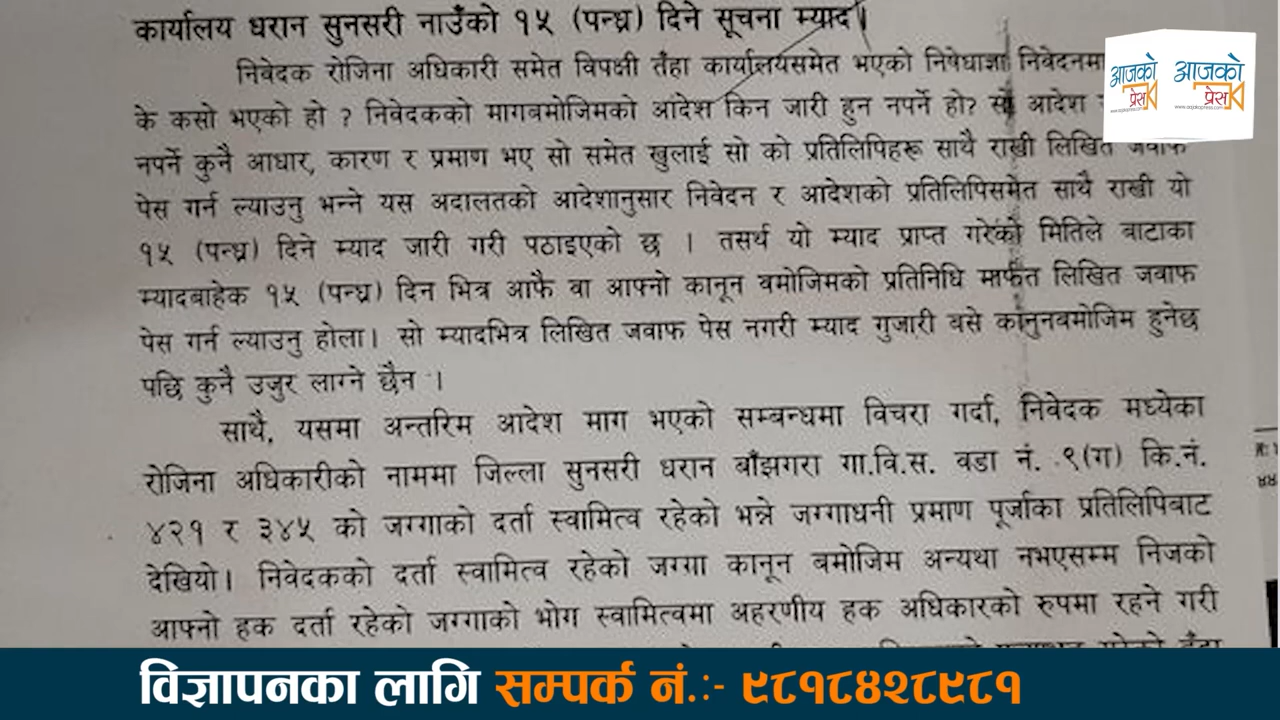 कार्यालय धरान सुनसरी नाउँको १५ (पन्ध्र) दिने सूचना म्याद।
निवेदक रोजिना अधिकारी समेत विपक्षी तँहा कार्यालयसमेत भएको निषेधाज्ञा निवेदनमा
के कसो भएको हो ? निवेदकको मागबमोजिमको आदेश किन जारी हुन नपर्ने हो? सो आदेश
नपर्ने कुनै आधार, कारण र प्रमाण भए सो समेत खुलाई सो को प्रतिलिपिहरू साथै राखी लिखित जवाफ
पेस गर्न ल्याउनु भन्ने यस अदालतको आदेशानुसार निवेदन र आदेशको प्रतिलिपिसमेत साथै राखी यो
१५ (पन्ध्र) दिने म्याद जारी गरी पठाइएको छ । तसर्थ यो म्याद प्राप्त गरेको मितिले बाटाका
म्यादबाहेक १५ (पन्ध्र) दिन भित्र आफै वा आफ्नो कानून बमोजिमको प्रतिनिधि मार्फत लिखित जवाफ
पेस गर्न ल्याउनु होला। सो म्यादभित्र लिखित जवाफ पेस नगरी म्याद गुजारी बसे कानुनबमोजिम हुनेछ
पछि कुनै उजुर लाग्ने छैन ।
साथै, यसमा अन्तरिम आदेश माग भएको सम्बन्धमा विचरा गर्दा, निवेदक मध्येका
रोजिना अधिकारीको नाममा जिल्ला सुनसरी धरान बाँझगरा गा.वि.स. वडा नं. ९(ग) कि.नं.
४२१ र ३४५ को जग्गाको दर्ता स्वामित्व रहेको भन्ने जग्गाधनी प्रमाण पूर्जाका प्रतिलिपिबाट
देखियो। निवेदकको दर्ता स्वामित्व रहेको जग्गा कानून बमोजिम अन्यथा नभएसम्म निजको
आफ्नो हक दर्ता रहेको जग्गाको भोग स्वामित्वमा अहरणीय हक अधिकारको रुपमा रहने गरी
आजको प्रेस
www.aajakopress.com
आजको प्रेस
www.aajakopress.com
विज्ञापनका लागि सम्पर्क नं.:- ९८१८४२८९८१